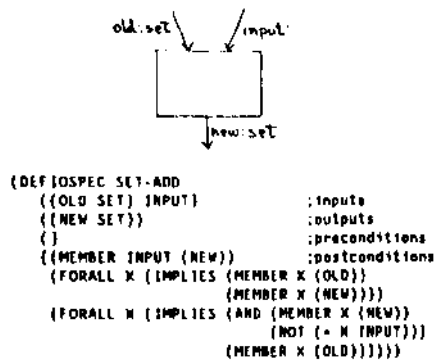 old:set input:
new:set
(DEFIOSPEC SET-ADD
((OLD SET) INPUT) ;inputs
((NEW SET)) ;outputs
() ;preconditions
((MEMBER INPUT (NEW)) ;postconditions
(FORALL X (IMPLIES (MEMBER X (OLD))
(MEMBER X (NEW))))
(FORALL X (IMPLIES (AND (MEMBER X (NEW))
(NOT (= X INPUT)))
(MEMBER X (OLD))))))